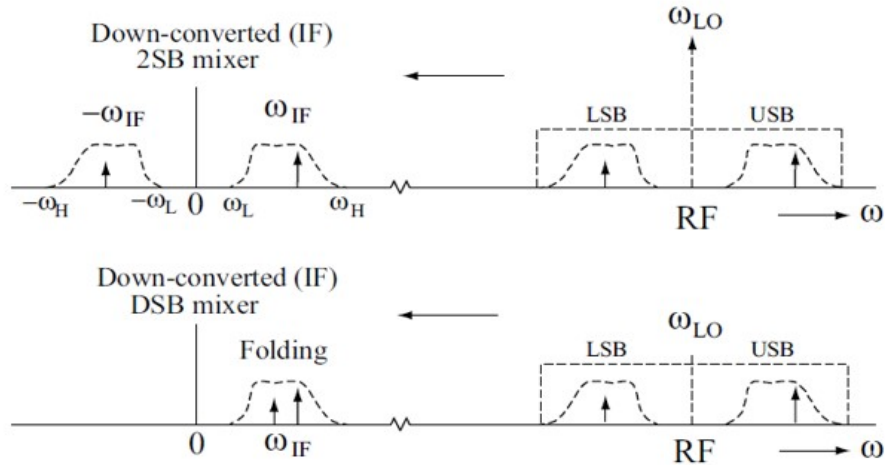 Down-converted (IF)
2SB mixer
ω_LO
−ω_IF
ω_IF
LSB
USB
−ω_H
−ω_L
0
ω_L
ω_H
RF
ω
Down-converted (IF)
DSB mixer
ω_LO
Folding
LSB
USB
0
ω_IF
RF
ω